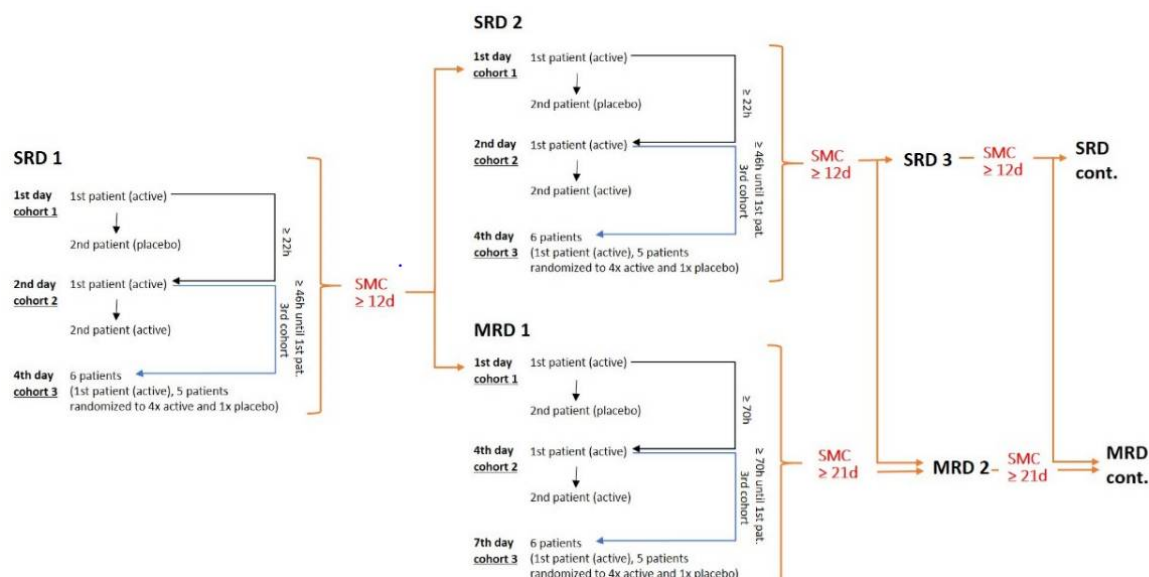 SRD 1
1st day 1st patient (active)
cohort 1
2nd patient (placebo)
≥ 22h
2nd day 1st patient (active)
cohort 2
2nd patient (active)
≥ 46h until 1st pat.
3rd cohort
4th day 6 patients
cohort 3 (1st patient (active), 5 patients
randomized to 4x active and 1x placebo)
SMC
≥ 12d
SRD 2
1st day 1st patient (active)
cohort 1
2nd patient (placebo)
≥ 22h
2nd day 1st patient (active)
cohort 2
2nd patient (active)
≥ 46h until 1st pat.
3rd cohort
4th day 6 patients
cohort 3 (1st patient (active), 5 patients
randomized to 4x active and 1x placebo)
SMC
≥ 12d
SRD 3
SMC
≥ 12d
SRD
cont.
MRD 1
1st day 1st patient (active)
cohort 1
2nd patient (placebo)
≥ 70h
4th day 1st patient (active)
cohort 2
2nd patient (active)
≥ 70h until 1st pat.
3rd cohort
7th day 6 patients
cohort 3 (1st patient (active), 5 patients
randomized to 4x active and 1x placebo)
SMC
≥ 21d
MRD 2
SMC
≥ 21d
MRD
cont.